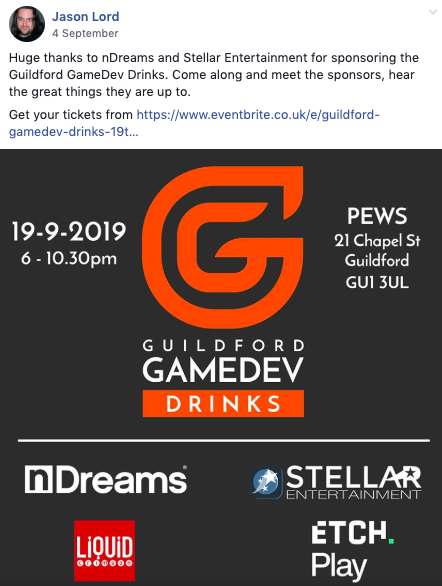 Jason Lord
4 September
Huge thanks to nDreams and Stellar Entertainment for sponsoring the
Guildford GameDev Drinks. Come along and meet the sponsors, hear
the great things they are up to.
Get your tickets from https://www.eventbrite.co.uk/e/guildford-
gamedev-drinks-19t...
19-9-2019
6 - 10.30pm
PEWS
21 Chapel St
Guildford
GU1 3UL
GUILDFORD
GAMEDEV
DRINKS
nDreams
STELLAR
ENTERTAINMENT
LiQUiD
crimson
ETCH.
Play